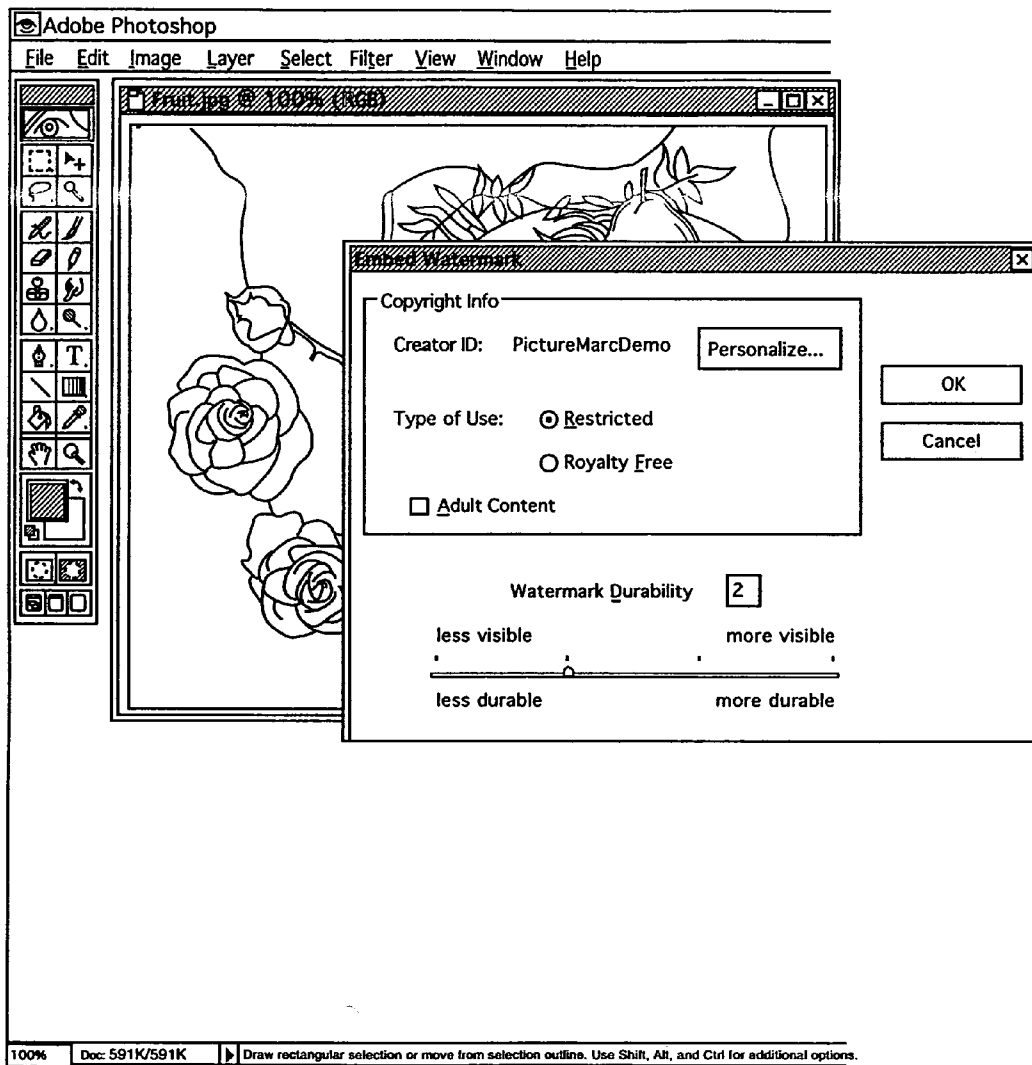 Adobe Photoshop
File Edit Image Layer Select Filter View Window Help
Fruit.jpg @ 100% (RGB)
Embed Watermark
Copyright Info
Creator ID: PictureMarcDemo Personalize...
OK
Type of Use: Restricted
Cancel
Royalty Free
Adult Content
Watermark Durability 2
less visible more visible
less durable more durable
T
100% Doc: 591K/591K Draw rectangular selection or move from selection outline. Use Shift, Alt, and Ctrl for additional options.